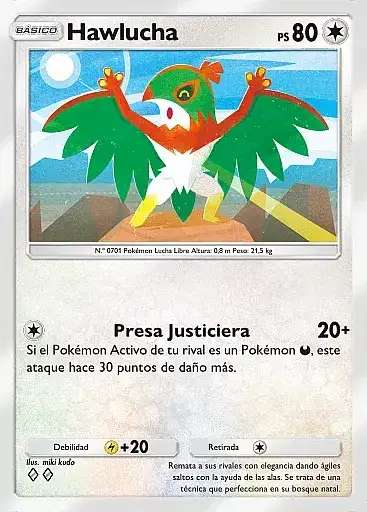 BÁSICO Hawlucha PS 80
N.º 0701 Pokémon Lucha Libre Altura: 0,8 m Peso: 21,5 kg
Presa Justiciera 20+
Si el Pokémon Activo de tu rival es un Pokémon , este
ataque hace 30 puntos de daño más.
Debilidad +20 Retirada
Ilus. miki kudo
Remata a sus rivales con elegancia dando ágiles
saltos con la ayuda de las alas. Se trata de una
técnica que perfecciona en su bosque natal.